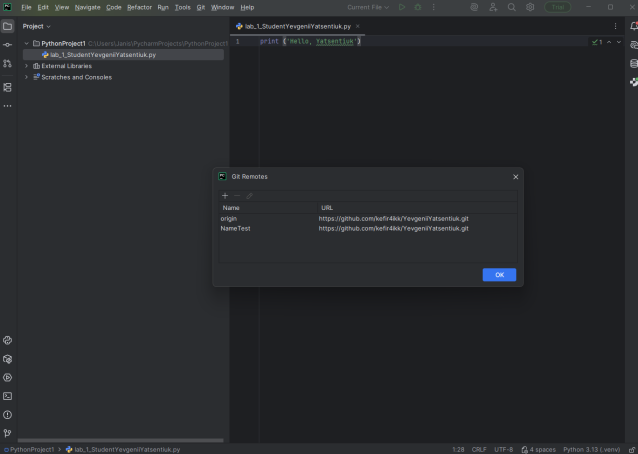 File Edit View Navigate Code Refactor Run Tools Git Window Help Current File Trial
Project
lab_1_StudentYevgeniiYatsentiuk.py
PythonProject1 C:\Users\Janis\PycharmProjects\PythonProject1
lab_1_StudentYevgeniiYatsentiuk.py
External Libraries
Scratches and Consoles
1 print ("Hello, Yatsentiuk")
1
Git Remotes
Name URL
origin https://github.com/kefir4ikk/YevgeniiYatsentiuk.git
NameTest https://github.com/kefir4ikk/YevgeniiYatsentiuk.git
OK
PythonProject1 > lab_1_StudentYevgeniiYatsentiuk.py 1:28 CRLF UTF-8 4 spaces Python 3.13 (.venv)